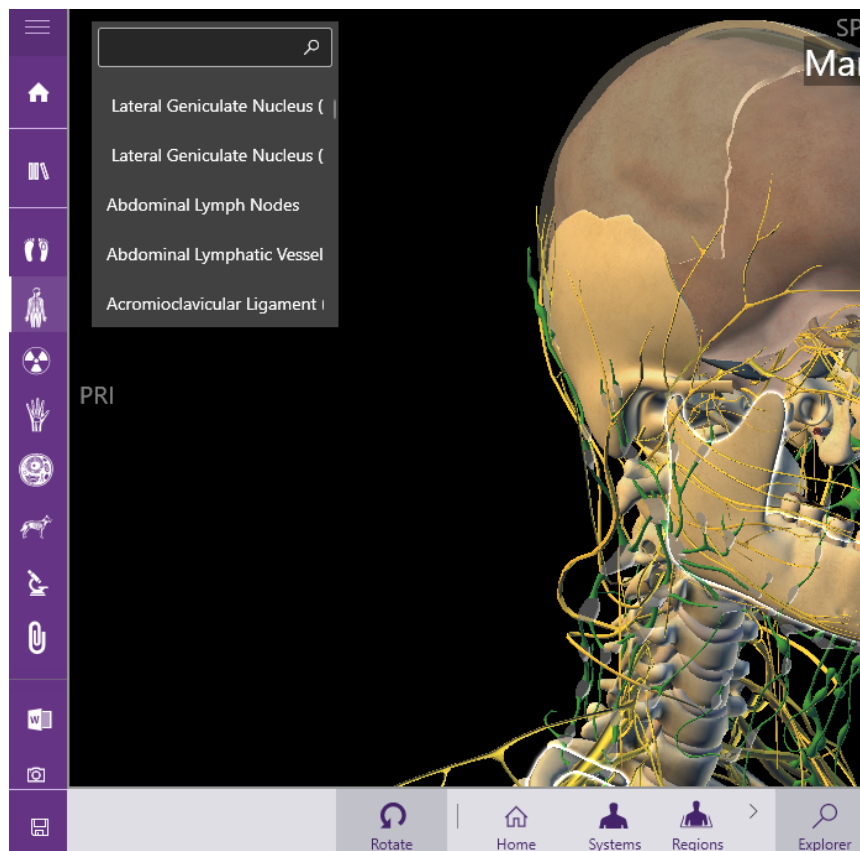 SP
Mar
Lateral Geniculate Nucleus (
Lateral Geniculate Nucleus (
Abdominal Lymph Nodes
Abdominal Lymphatic Vessel
Acromioclavicular Ligament (
PRI
W
Rotate
Home
Systems
Regions
Explorer